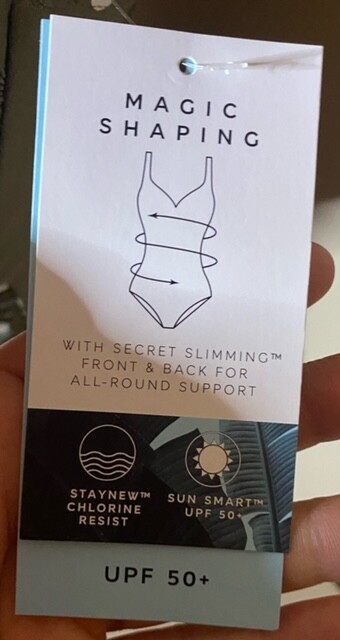 MAGIC
SHAPING
WITH SECRET SLIMMING™
FRONT & BACK FOR
ALL-ROUND SUPPORT
STAYNEW™
CHLORINE
RESIST
SUN SMART™
UPF 50+
UPF 50+